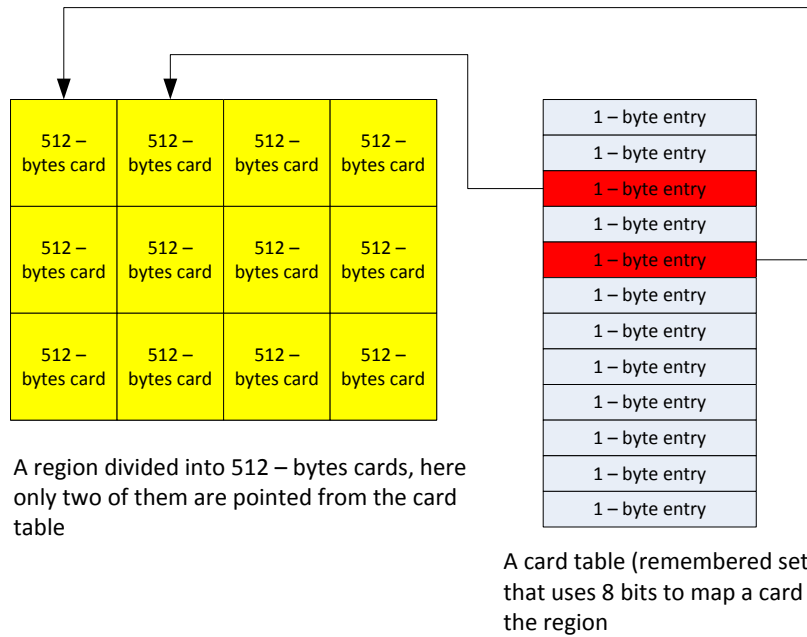 512 –
bytes card
512 –
bytes card
512 –
bytes card
512 –
bytes card
512 –
bytes card
512 –
bytes card
512 –
bytes card
512 –
bytes card
512 –
bytes card
512 –
bytes card
512 –
bytes card
512 –
bytes card
A region divided into 512 – bytes cards, here
only two of them are pointed from the card
table
1 – byte entry
1 – byte entry
1 – byte entry
1 – byte entry
1 – byte entry
1 – byte entry
1 – byte entry
1 – byte entry
1 – byte entry
1 – byte entry
1 – byte entry
1 – byte entry
A card table (remembered set
that uses 8 bits to map a card
the region